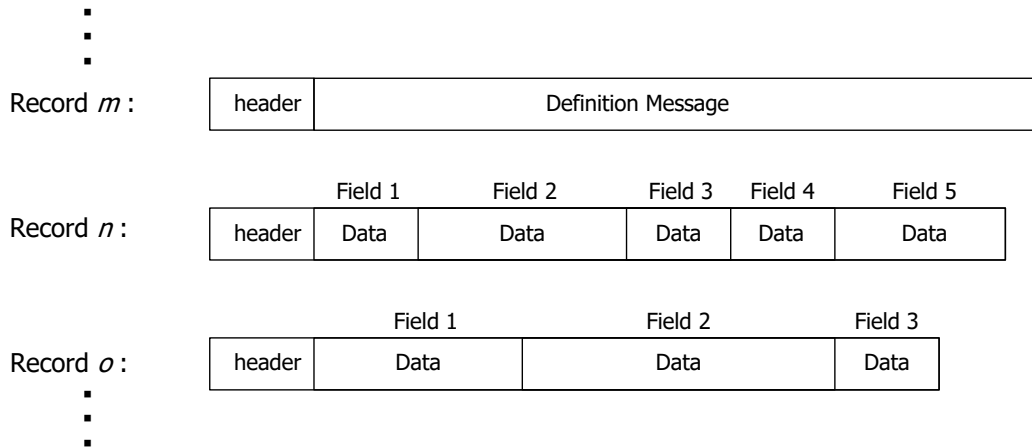 Record m :
header Definition Message
Field 1 Field 2 Field 3 Field 4 Field 5
Record n :
header Data Data Data Data Data
Field 1 Field 2 Field 3
Record o :
header Data Data Data